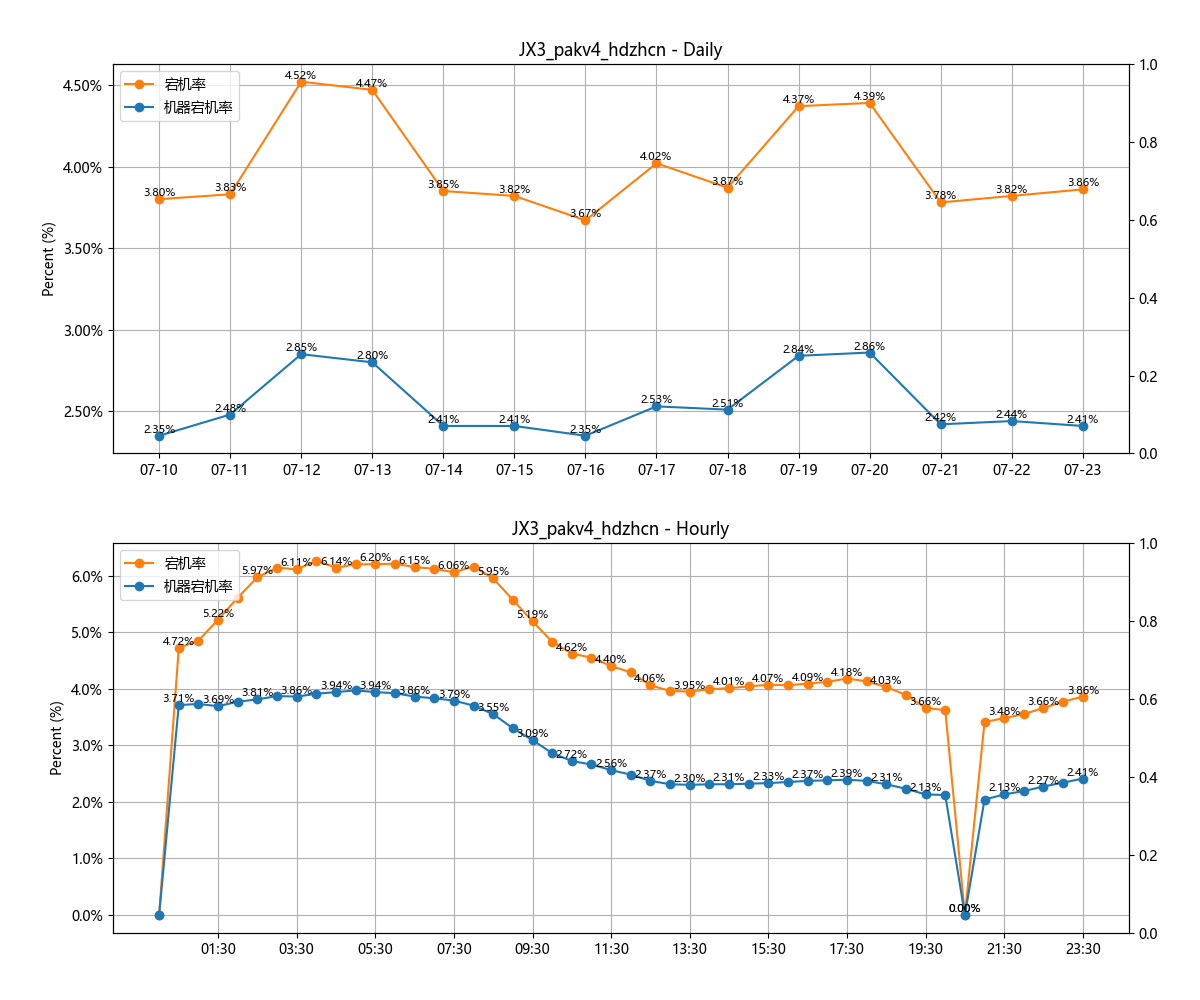 JX3_pakv4_hdzhcn - Daily
宕机率
机器宕机率
Percent (%)
4.50%
4.00%
3.50%
3.00%
2.50%
1.0
0.8
0.6
0.4
0.2
0.0
3.80% 3.83% 4.52% 4.47% 3.85% 3.82% 3.67% 4.02% 3.87% 4.37% 4.39% 3.78% 3.82% 3.86%
2.35% 2.48% 2.85% 2.80% 2.41% 2.41% 2.35% 2.53% 2.51% 2.84% 2.86% 2.42% 2.44% 2.41%
07-10 07-11 07-12 07-13 07-14 07-15 07-16 07-17 07-18 07-19 07-20 07-21 07-22 07-23
JX3_pakv4_hdzhcn - Hourly
宕机率
机器宕机率
Percent (%)
6.0%
5.0%
4.0%
3.0%
2.0%
1.0%
0.0%
1.0
0.8
0.6
0.4
0.2
0.0
4.72% 5.22% 5.97% 6.11% 6.14% 6.20% 6.15% 6.06% 5.95% 5.19% 4.62% 4.40% 4.06% 3.95% 4.01% 4.07% 4.09% 4.18% 4.03% 3.66% 0.00% 3.48% 3.66% 3.86%
3.71% 3.69% 3.81% 3.86% 3.94% 3.94% 3.86% 3.79% 3.55% 3.09% 2.72% 2.56% 2.37% 2.30% 2.31% 2.33% 2.37% 2.39% 2.31% 2.13% 0.00% 2.13% 2.27% 2.41%
01:30 03:30 05:30 07:30 09:30 11:30 13:30 15:30 17:30 19:30 21:30 23:30